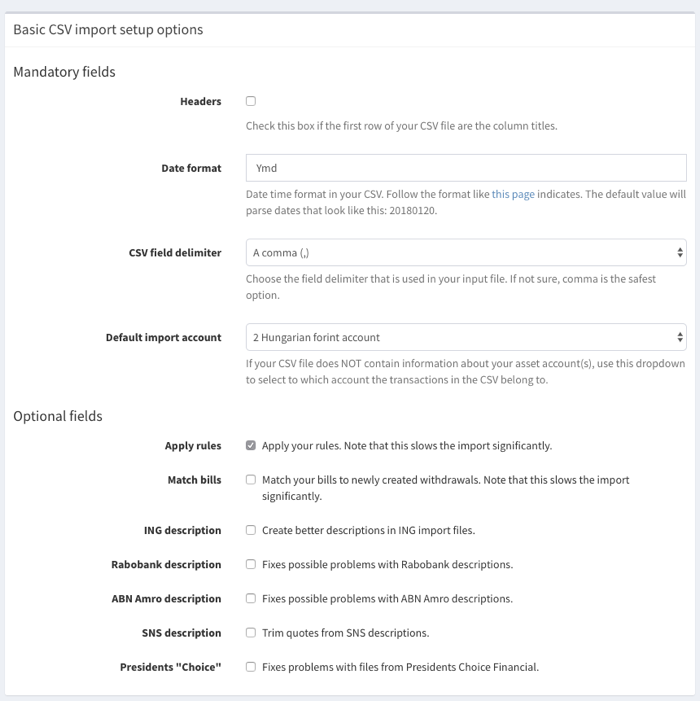 Basic CSV import setup options
Mandatory fields
Headers
Check this box if the first row of your CSV file are the column titles.
Date format
Ymd
Date time format in your CSV. Follow the format like this page indicates. The default value will
parse dates that look like this: 20180120.
CSV field delimiter
A comma (,)
Choose the field delimiter that is used in your input file. If not sure, comma is the safest
option.
Default import account
2 Hungarian forint account
If your CSV file does NOT contain information about your asset account(s), use this dropdown
to select to which account the transactions in the CSV belong to.
Optional fields
Apply rules
Apply your rules. Note that this slows the import significantly.
Match bills
Match your bills to newly created withdrawals. Note that this slows the import
significantly.
ING description
Create better descriptions in ING import files.
Rabobank description
Fixes possible problems with Rabobank descriptions.
ABN Amro description
Fixes possible problems with ABN Amro descriptions.
SNS description
Trim quotes from SNS descriptions.
Presidents "Choice"
Fixes problems with files from Presidents Choice Financial.